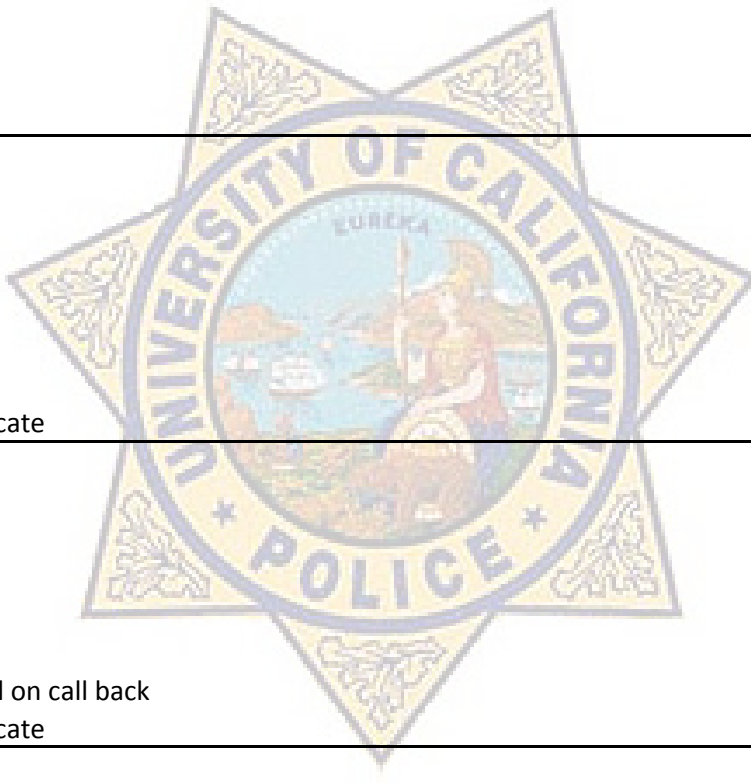 UNIVERSITY OF CALIFORNIA
EUREKA
cate
POLICE
l on call back
cate